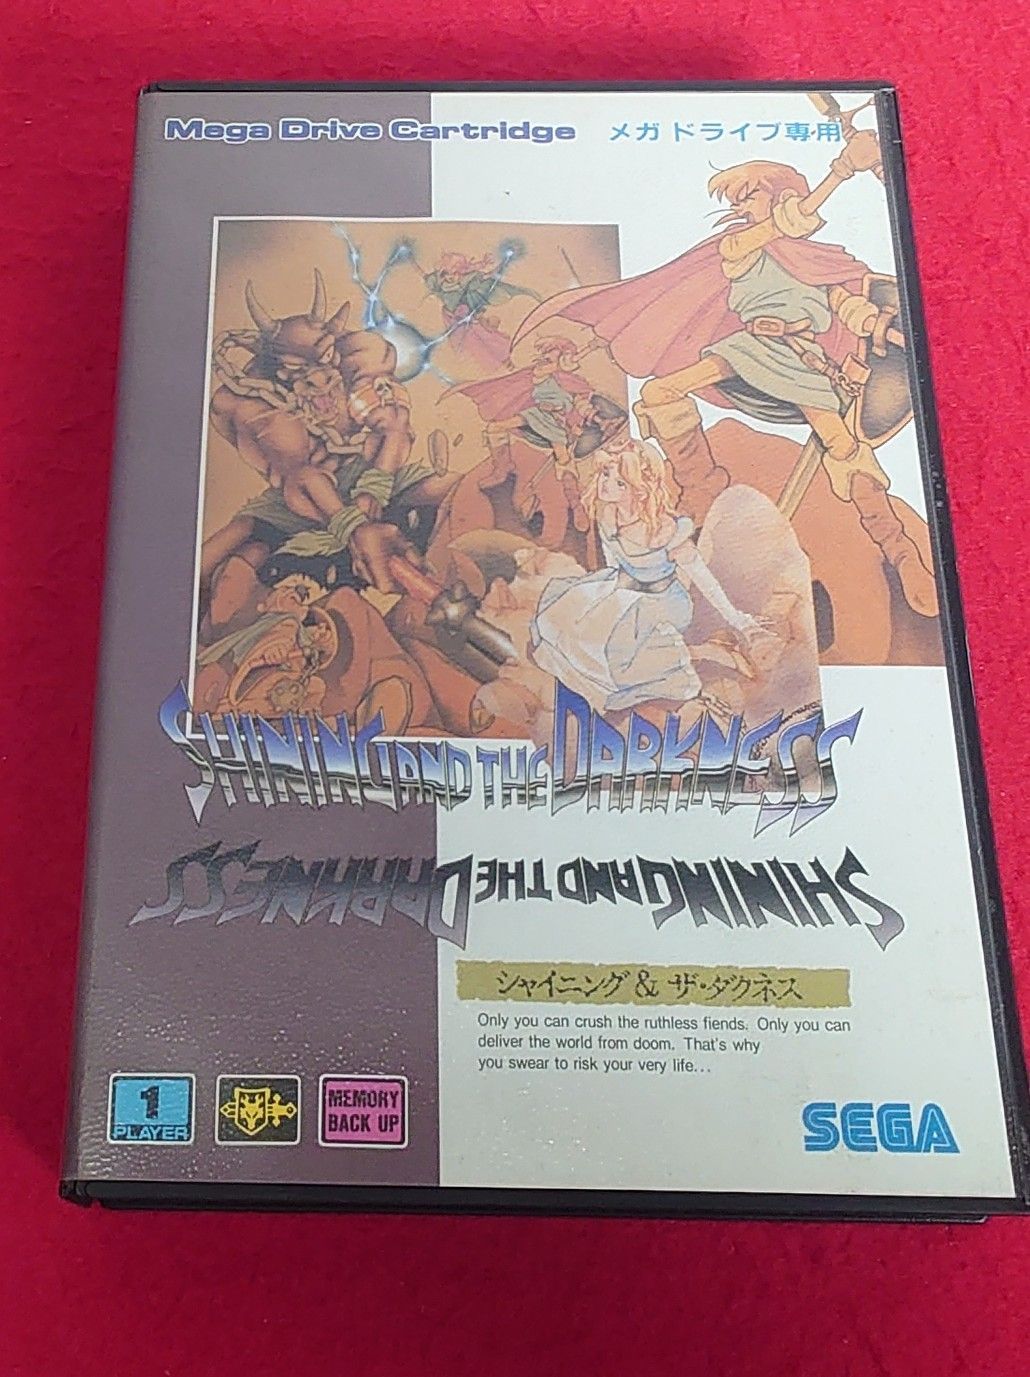 Mega Drive Cartridge メガドライブ専用
SHINING AND THE DARKNESS
SHINING AND THE DARKNESS
シャイニング & ザ・ダクネス
Only you can crush the ruthless fiends. Only you can
deliver the world from doom. That's why
you swear to risk your very life...
1
PLAYER
MEMORY
BACK UP
SEGA